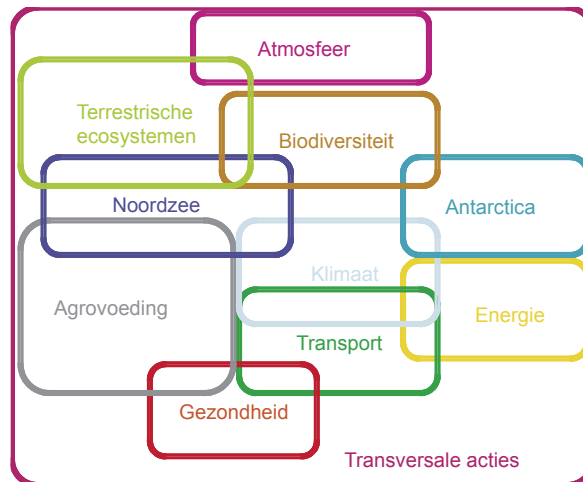 Atmosfeer
Terrestrische
ecosystemen
Biodiversiteit
Noordzee
Antarctica
Klimaat
Agrovoeding
Energie
Transport
Gezondheid
Transversale acties